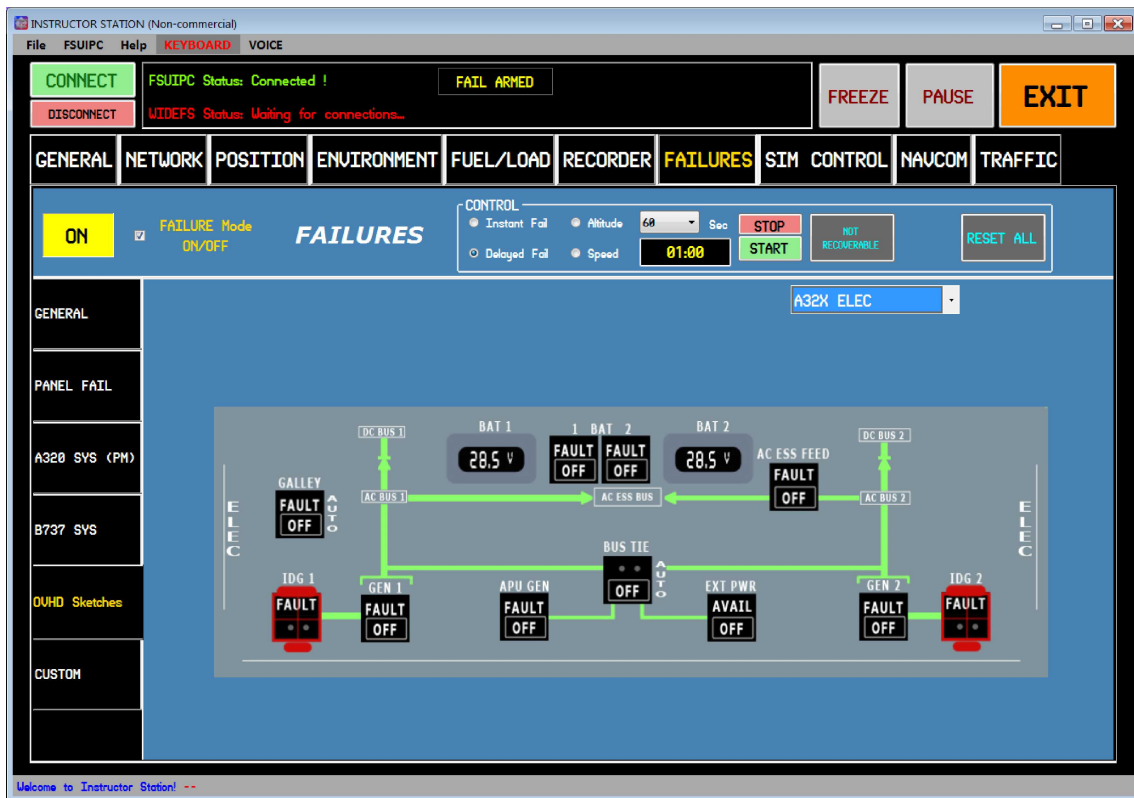 INSTRUCTOR STATION (Non-commercial)
File FSUIPC Help KEYBOARD VOICE
CONNECT
DISCONNECT
FSUIPC Status: Connected !
FAIL ARMED
WIDEFS Status: Waiting for connections...
FREEZE
PAUSE
EXIT
GENERAL NETWORK POSITION ENVIRONMENT FUEL/LOAD RECORDER FAILURES SIM CONTROL NAVCOM TRAFFIC
ON
FAILURE Mode
ON/OFF
FAILURES
CONTROL
Instant Fail
Altitude
60
Sec
STOP
Delayed Fail
Speed
01:00
START
NOT
RECOVERABLE
RESET ALL
A32X ELEC
GENERAL
PANEL FAIL
A320 SYS (PM)
B737 SYS
OVHD Sketches
CUSTOM
DC BUS 1
BAT 1
28.5 V
1 BAT 2
FAULT FAULT
OFF OFF
BAT 2
28.5 V
DC BUS 2
AC ESS FEED
FAULT
OFF
GALLEY
FAULT
OFF
AUTO
AC BUS 1
AC ESS BUS
AC BUS 2
ELEC
ELEC
BUS TIE
OFF
AUTO
IDG 1
FAULT
GEN 1
FAULT
OFF
APU GEN
FAULT
OFF
EXT PWR
AVAIL
OFF
GEN 2
FAULT
OFF
IDG 2
FAULT
Welcome to Instructor Station! --